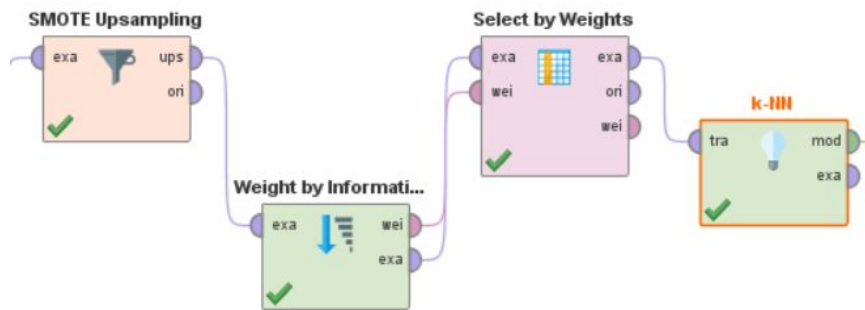 SMOTE Upsampling
exa ups
ori
Weight by Informati...
exa wei
exa
Select by Weights
exa exa
wei ori
wei
k-NN
tra mod
exa